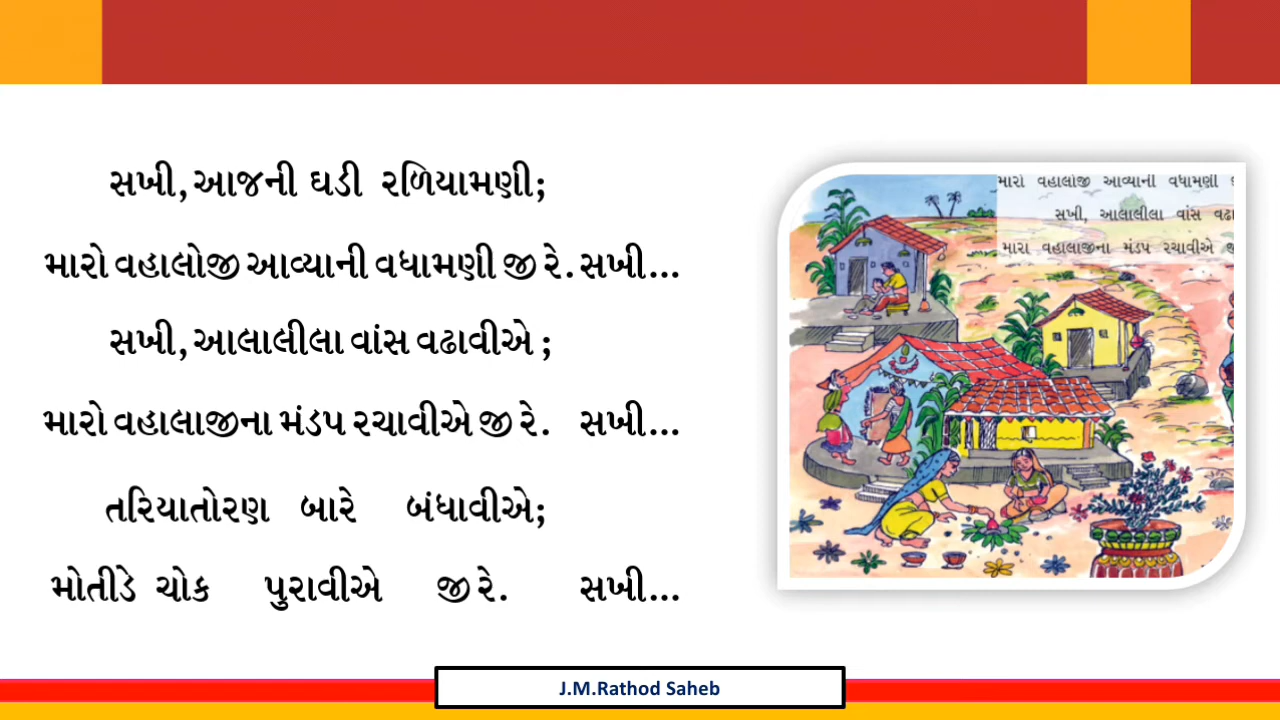 સખી, આજની ઘડી રળિયામણી;
મારો વહાલોજી આવ્યાની વધામણી જી રે. સખી...
સખી, આલાલીલા વાંસ વઢાવીએ ;
મારો વહાલાજીના મંડપ રચાવીએ જી રે. સખી...
તરિયાતોરણ બારે બંધાવીએ;
મોતીડે ચોક પુરાવીએ જી રે. સખી...
મારો વહાલોજી આવ્યાની વધામણી
સખી, આલાલીલા વાંસ વઢા
મારા વહાલાજીના મંડપ રચાવીએ
J.M.Rathod Saheb